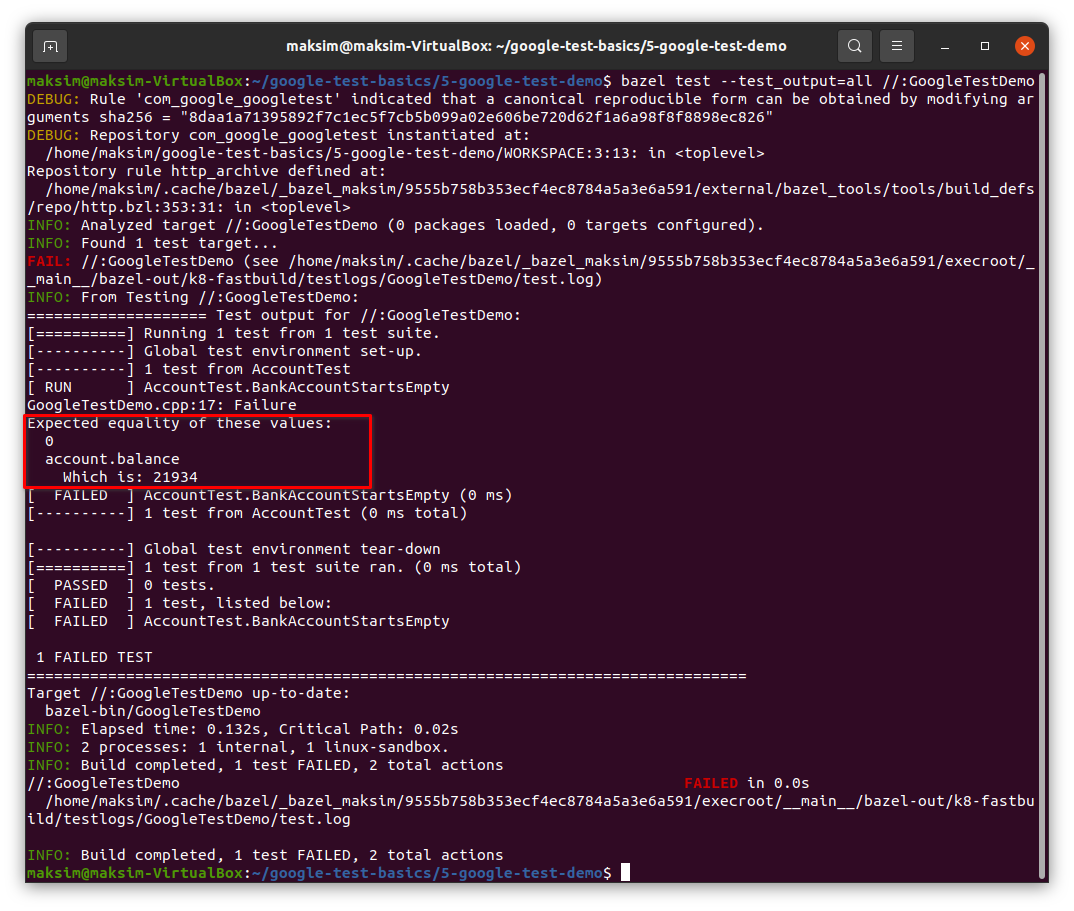 maksim@maksim-VirtualBox: ~/google-test-basics/5-google-test-demo
maksim@maksim-VirtualBox:~/google-test-basics/5-google-test-demo$ bazel test --test_output=all //:GoogleTestDemo
DEBUG: Rule 'com_google_googletest' indicated that a canonical reproducible form can be obtained by modifying ar
guments sha256 = "8daa1a71395892f7c1ec5f7cb5b099a02e606be720d62f1a6a98f8f8898ec826"
DEBUG: Repository com_google_googletest instantiated at:
  /home/maksim/google-test-basics/5-google-test-demo/WORKSPACE:3:13: in <toplevel>
Repository rule http_archive defined at:
  /home/maksim/.cache/bazel/_bazel_maksim/9555b758b353ecf4ec8784a5a3e6a591/external/bazel_tools/tools/build_defs
/repo/http.bzl:353:31: in <toplevel>
INFO: Analyzed target //:GoogleTestDemo (0 packages loaded, 0 targets configured).
INFO: Found 1 test target...
FAIL: //:GoogleTestDemo (see /home/maksim/.cache/bazel/_bazel_maksim/9555b758b353ecf4ec8784a5a3e6a591/execroot/_
_main__/bazel-out/k8-fastbuild/testlogs/GoogleTestDemo/test.log)
INFO: From Testing //:GoogleTestDemo:
==================== Test output for //:GoogleTestDemo:
[==========] Running 1 test from 1 test suite.
[----------] Global test environment set-up.
[----------] 1 test from AccountTest
[ RUN      ] AccountTest.BankAccountStartsEmpty
GoogleTestDemo.cpp:17: Failure
Expected equality of these values:
  0
  account.balance
    Which is: 21934
[  FAILED  ] AccountTest.BankAccountStartsEmpty (0 ms)
[----------] 1 test from AccountTest (0 ms total)

[----------] Global test environment tear-down
[==========] 1 test from 1 test suite ran. (0 ms total)
[  PASSED  ] 0 tests.
[  FAILED  ] 1 test, listed below:
[  FAILED  ] AccountTest.BankAccountStartsEmpty

 1 FAILED TEST
================================================================================
Target //:GoogleTestDemo up-to-date:
  bazel-bin/GoogleTestDemo
INFO: Elapsed time: 0.132s, Critical Path: 0.02s
INFO: 2 processes: 1 internal, 1 linux-sandbox.
INFO: Build completed, 1 test FAILED, 2 total actions
//:GoogleTestDemo                                                        FAILED in 0.0s
  /home/maksim/.cache/bazel/_bazel_maksim/9555b758b353ecf4ec8784a5a3e6a591/execroot/__main__/bazel-out/k8-fastbu
ild/testlogs/GoogleTestDemo/test.log

INFO: Build completed, 1 test FAILED, 2 total actions
maksim@maksim-VirtualBox:~/google-test-basics/5-google-test-demo$